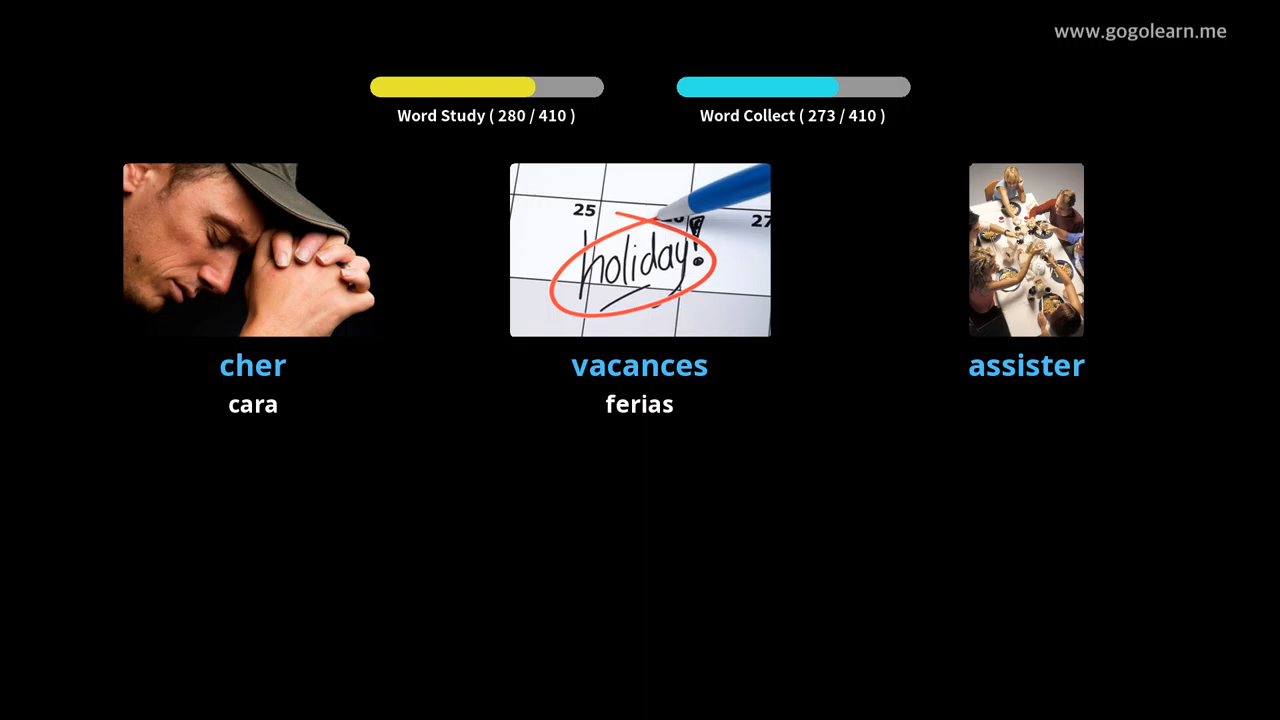 www.gogolearn.me
Word Study ( 280 / 410 )
Word Collect ( 273 / 410 )
25
27
holiday!
cher
vacances
assister
cara
ferias